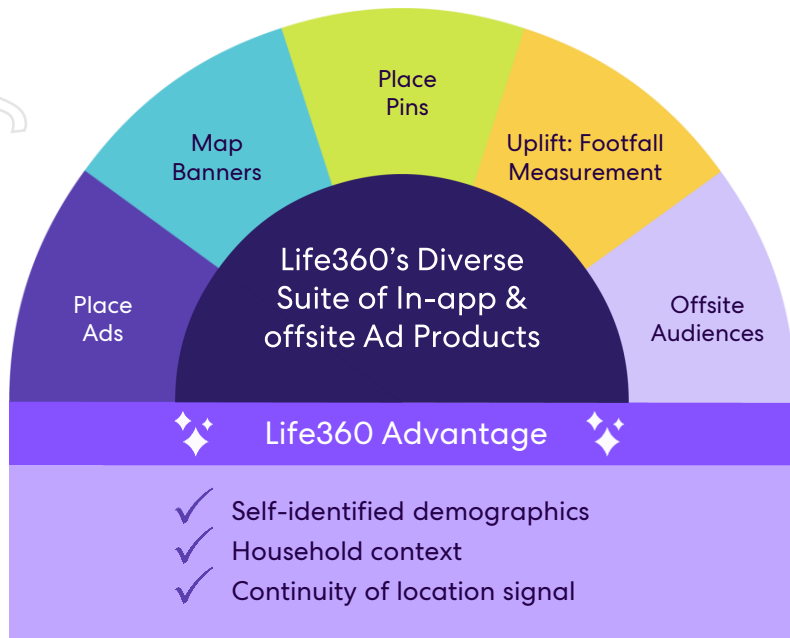 Place
Pins
Map
Banners
Uplift: Footfall
Measurement
Place
Ads
Life360’s Diverse
Suite of In-app &
offsite Ad Products
Offsite
Audiences
Life360 Advantage
Self-identified demographics
Household context
Continuity of location signal